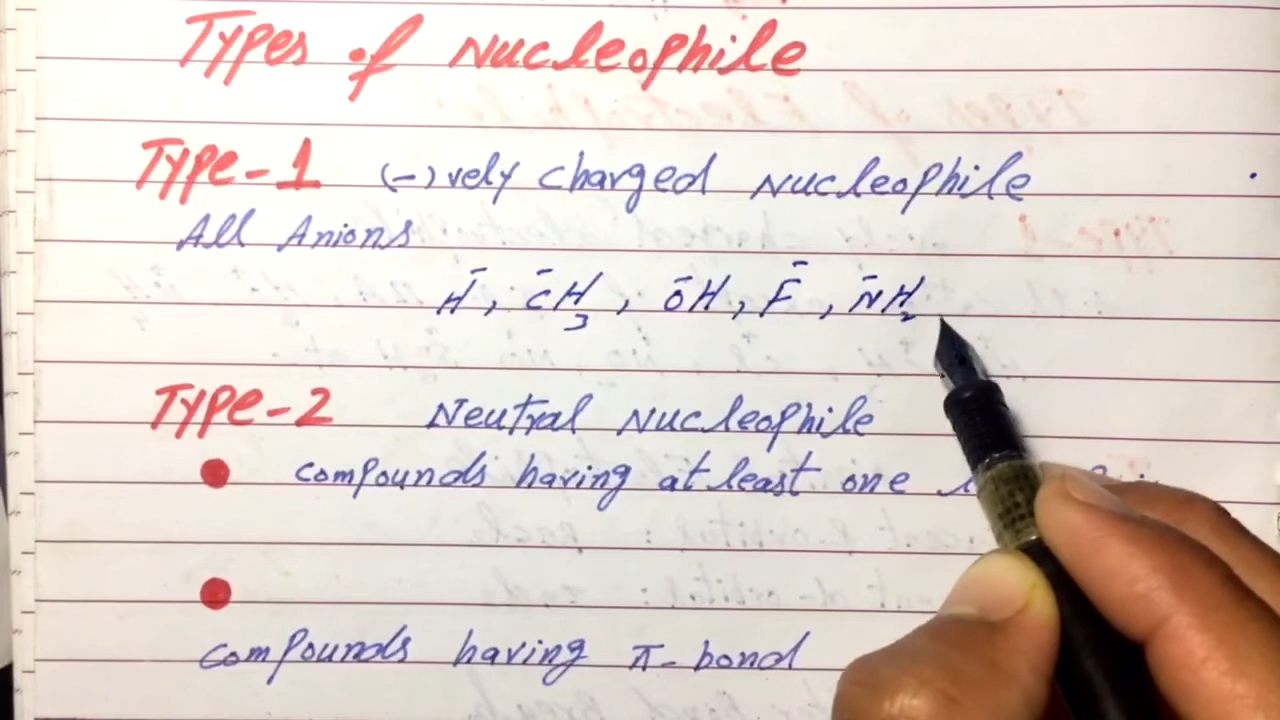 Types of Nucleophile
Type-1 (-)vely charged Nucleophile
All Anions
H̄, C̄H₃, ŌH, F̄, N̄H₂
Type-2 Neutral Nucleophile
compounds having at least one
compounds having π-bond